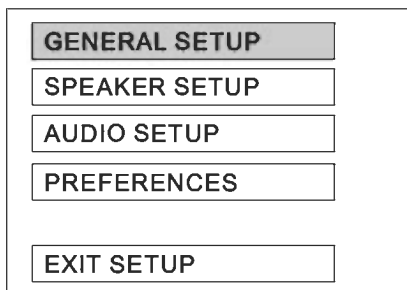 GENERAL SETUP
SPEAKER SETUP
AUDIO SETUP
PREFERENCES
EXIT SETUP